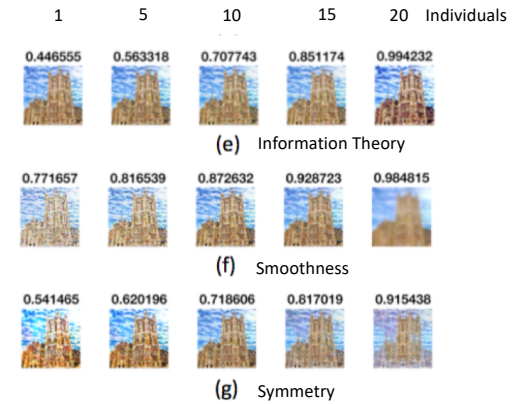 1 5 10 15 20 Individuals
0.446555 0.563318 0.707743 0.851174 0.994232
(e) Information Theory
0.771657 0.816539 0.872632 0.928723 0.984815
(f) Smoothness
0.541465 0.620196 0.718606 0.817019 0.915438
(g) Symmetry